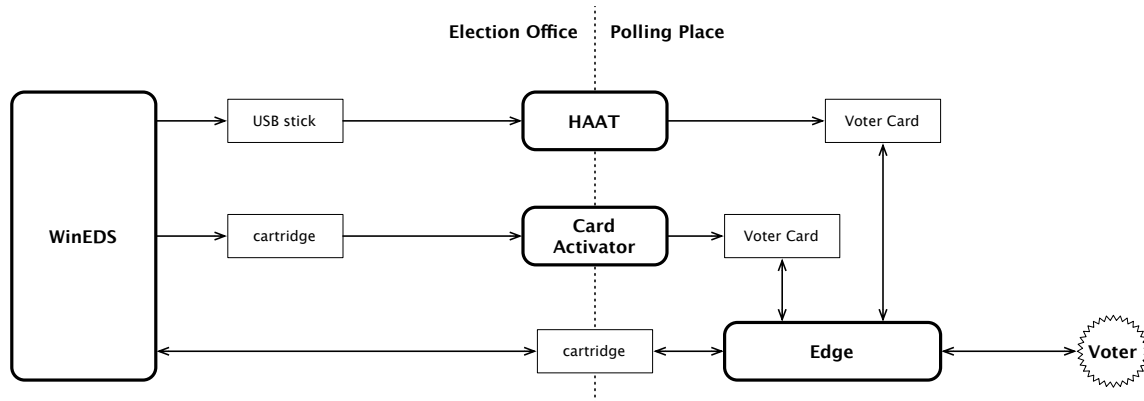 Election Office
Polling Place
USB stick
HAAT
Voter Card
WinEDS
cartridge
Card
Activator
Voter Card
cartridge
Edge
Voter